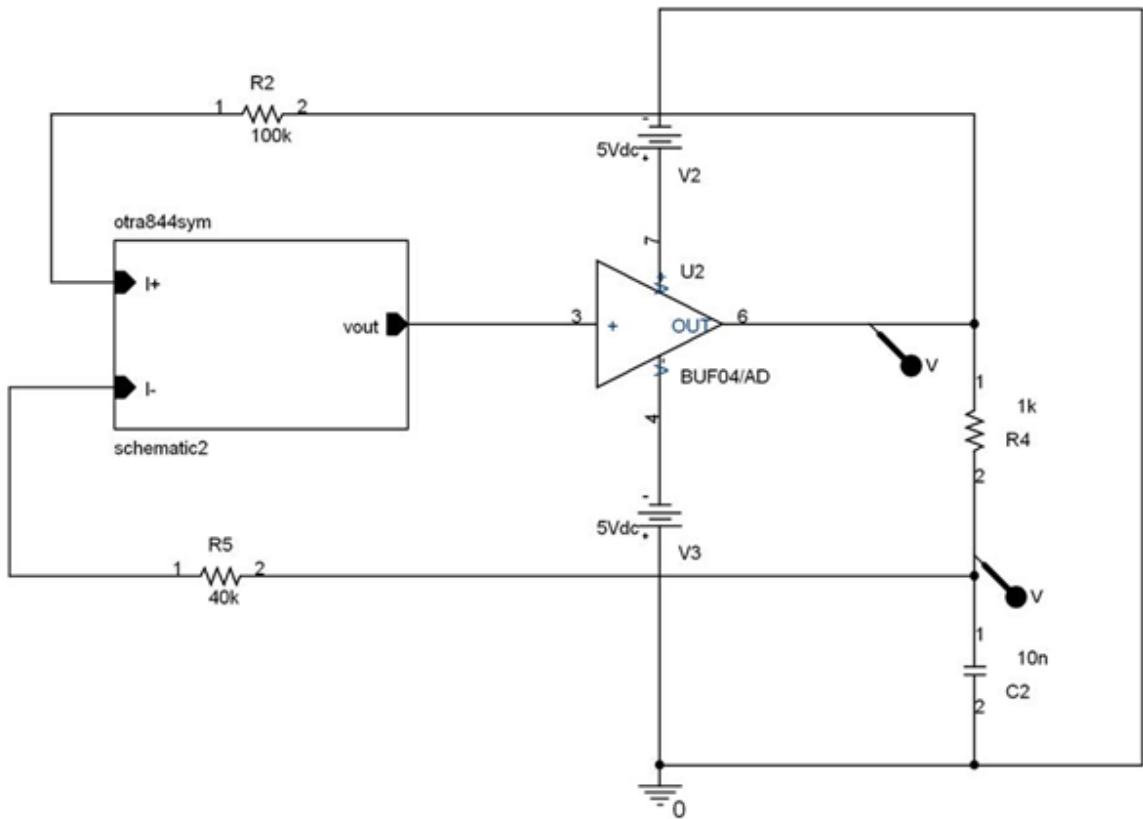 R2
1 2
100k
-
5Vdc
+
V2
otra844sym
7
U2
V+
I+
vout
3
+
OUT
6
V
I-
V-
BUF04/AD
schematic2
4
1
1k
R4
2
-
5Vdc
+
V3
R5
1 2
40k
V
1
10n
C2
2
0